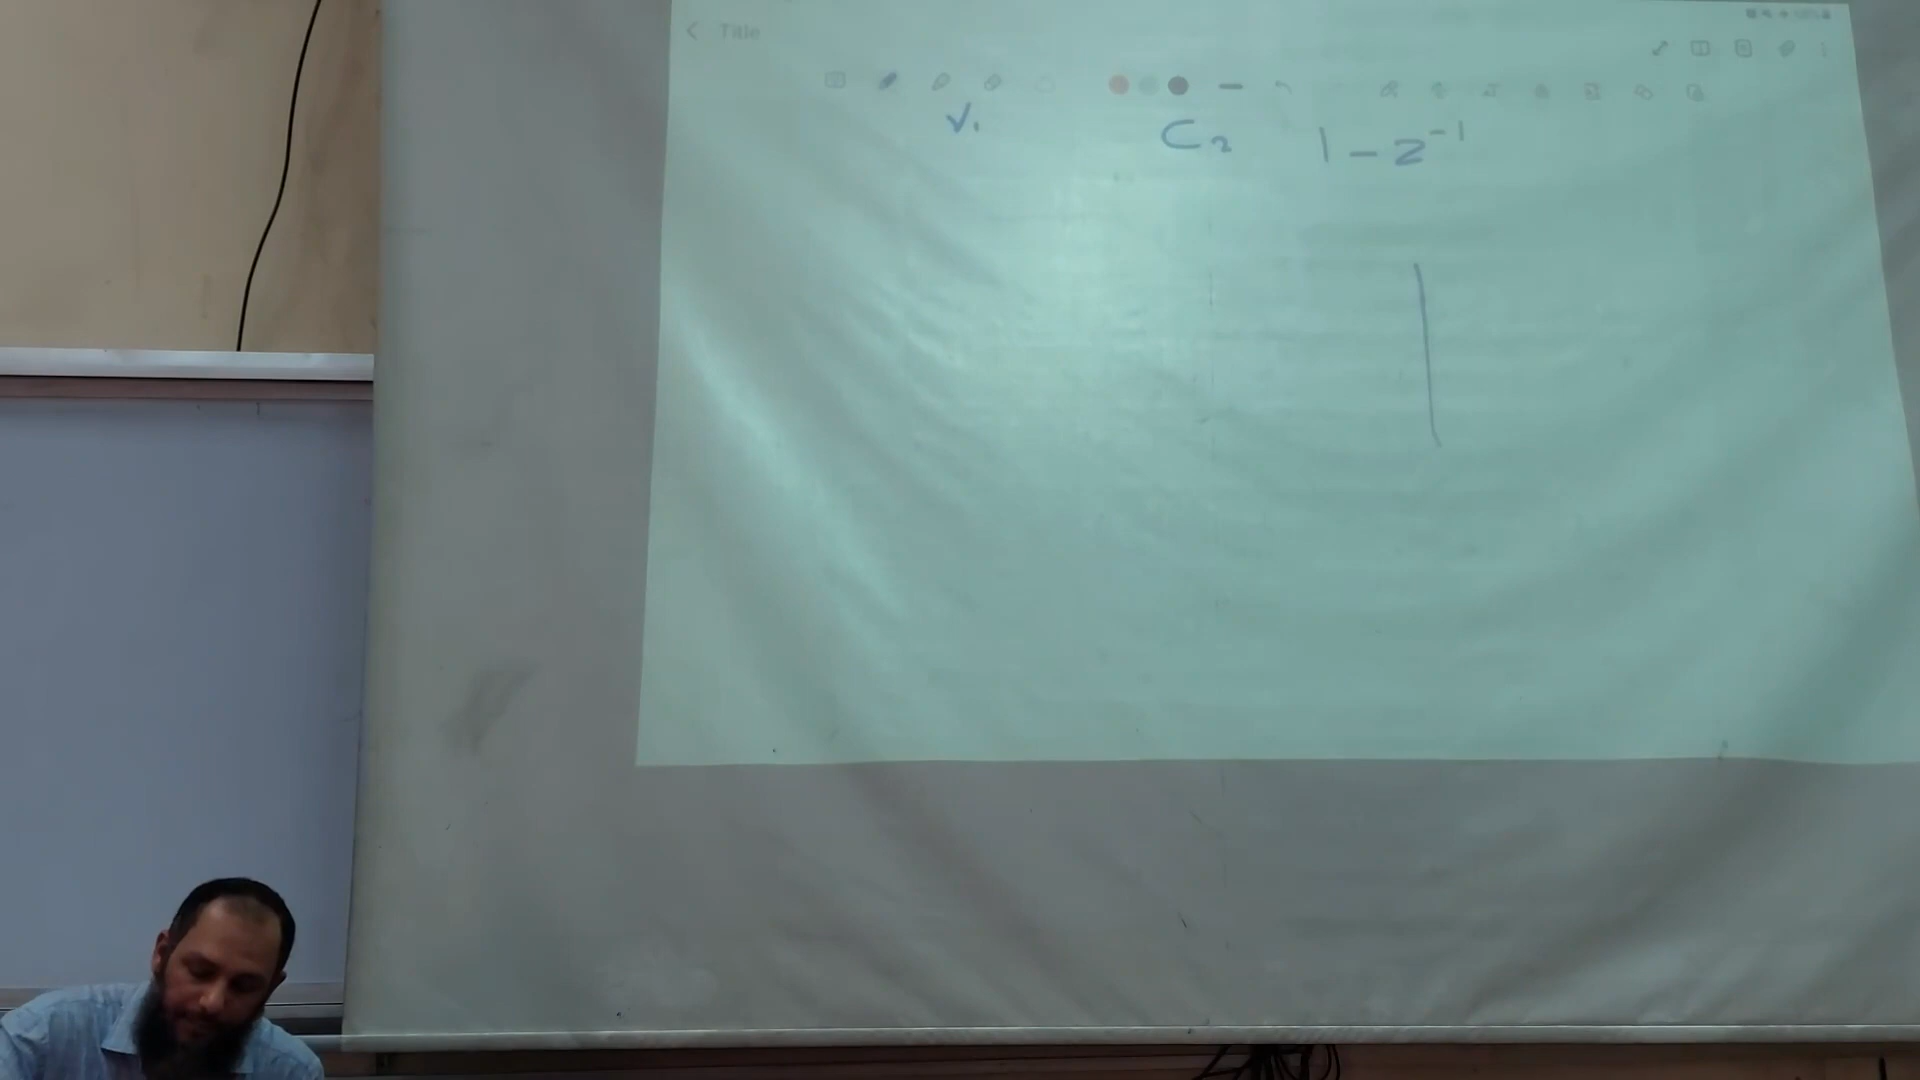 Title
V₁ C₂ 1 - z⁻¹